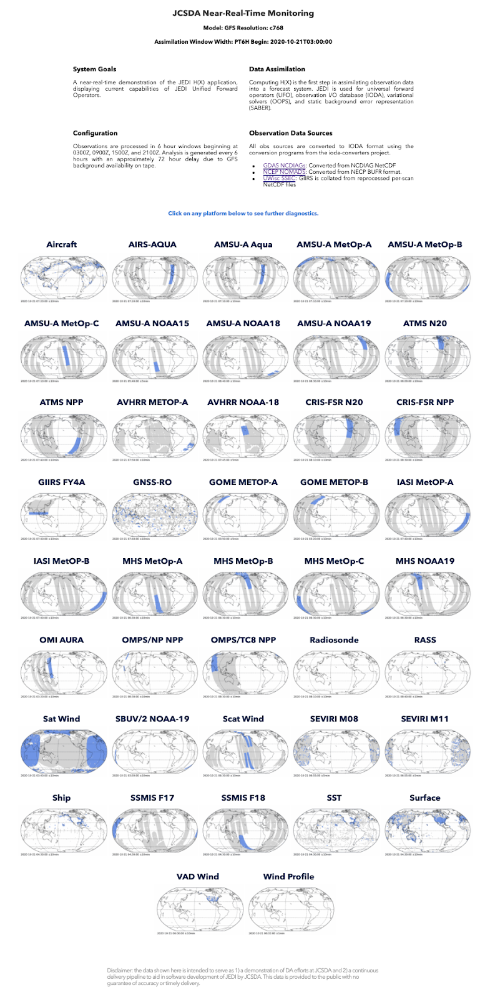 JCSDA Near-Real-Time Monitoring
Model: GFS Resolution: c768
Assimilation Window Width: PT6H Begin: 2020-10-21T03:00:00
System Goals
A near-real-time demonstration of the JEDI H(X) application,
displaying current capabilities of JEDI Unified Forward
Operators.
Data Assimilation
Computing H(X) is the first step in assimilating observation data
into a forecast system. JEDI is used for universal forward
operators (UFO), observation I/O database (IODA), variational
solvers (OOPS), and static background error representation
(SABER).
Configuration
Observations are processed in 6 hour windows beginning at
0300Z, 0900Z, 1500Z, and 2100Z. Analysis is generated every 6
hours with an approximately 72 hour delay due to GFS
background availability on tape.
Observation Data Sources
All obs sources are converted to IODA format using the
conversion programs from the ioda-converters project.
• GDAS NCDIAGs: Converted from NCDIAG NetCDF
• NCEP NOMADS: Converted from NECP BUFR format.
• UWisc SSEC: GIIRS is collated from reprocessed per-scan
NetCDF files
Click on any platform below to see further diagnostics.
Aircraft AIRS-AQUA AMSU-A Aqua AMSU-A MetOp-A AMSU-A MetOp-B
AMSU-A MetOp-C AMSU-A NOAA15 AMSU-A NOAA18 AMSU-A NOAA19 ATMS N20
ATMS NPP AVHRR METOP-A AVHRR NOAA-18 CRIS-FSR N20 CRIS-FSR NPP
GIIRS FY4A GNSS-RO GOME METOP-A GOME METOP-B IASI MetOP-A
IASI MetOP-B MHS MetOp-A MHS MetOp-B MHS MetOp-C MHS NOAA19
OMI AURA OMPS/NP NPP OMPS/TC8 NPP Radiosonde RASS
Sat Wind SBUV/2 NOAA-19 Scat Wind SEVIRI M08 SEVIRI M11
Ship SSMIS F17 SSMIS F18 SST Surface
VAD Wind Wind Profile
Disclaimer: the data shown here is intended to serve as 1) a demonstration of DA efforts at JCSDA and 2) a continuous
delivery pipeline to aid in software development of JEDI by JCSDA. This data is provided to the public with no
guarantee of accuracy or timely delivery.